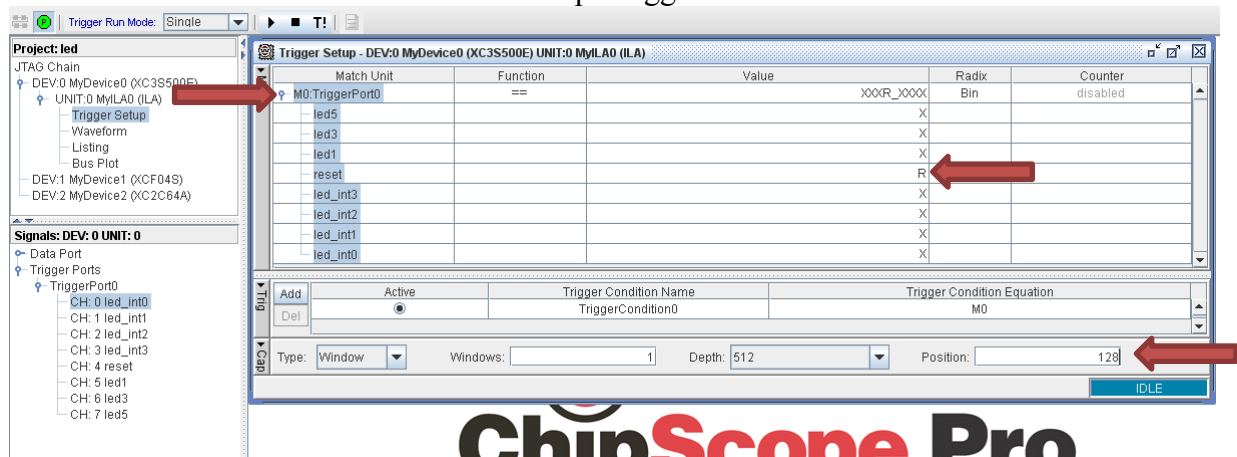 Trigger Run Mode: Single T!
Project: led
JTAG Chain
DEV:0 MyDevice0 (XC3S500E)
UNIT:0 MyILA0 (ILA)
Trigger Setup
Waveform
Listing
Bus Plot
DEV:1 MyDevice1 (XCF04S)
DEV:2 MyDevice2 (XC2C64A)
Signals: DEV: 0 UNIT: 0
Data Port
Trigger Ports
TriggerPort0
CH: 0 led_int0
CH: 1 led_int1
CH: 2 led_int2
CH: 3 led_int3
CH: 4 reset
CH: 5 led1
CH: 6 led3
CH: 7 led5
Trigger Setup - DEV:0 MyDevice0 (XC3S500E) UNIT:0 MyILA0 (ILA)
Match Unit Function Value Radix Counter
M0:TriggerPort0 == XXXR_XXXX Bin disabled
led5 X
led3 X
led1 X
reset R
led_int3 X
led_int2 X
led_int1 X
led_int0 X
Trig
Add Active Trigger Condition Name Trigger Condition Equation
Del TriggerCondition0 M0
Cap
Type: Window Windows: 1 Depth: 512 Position: 128
IDLE
ChipScope Pro